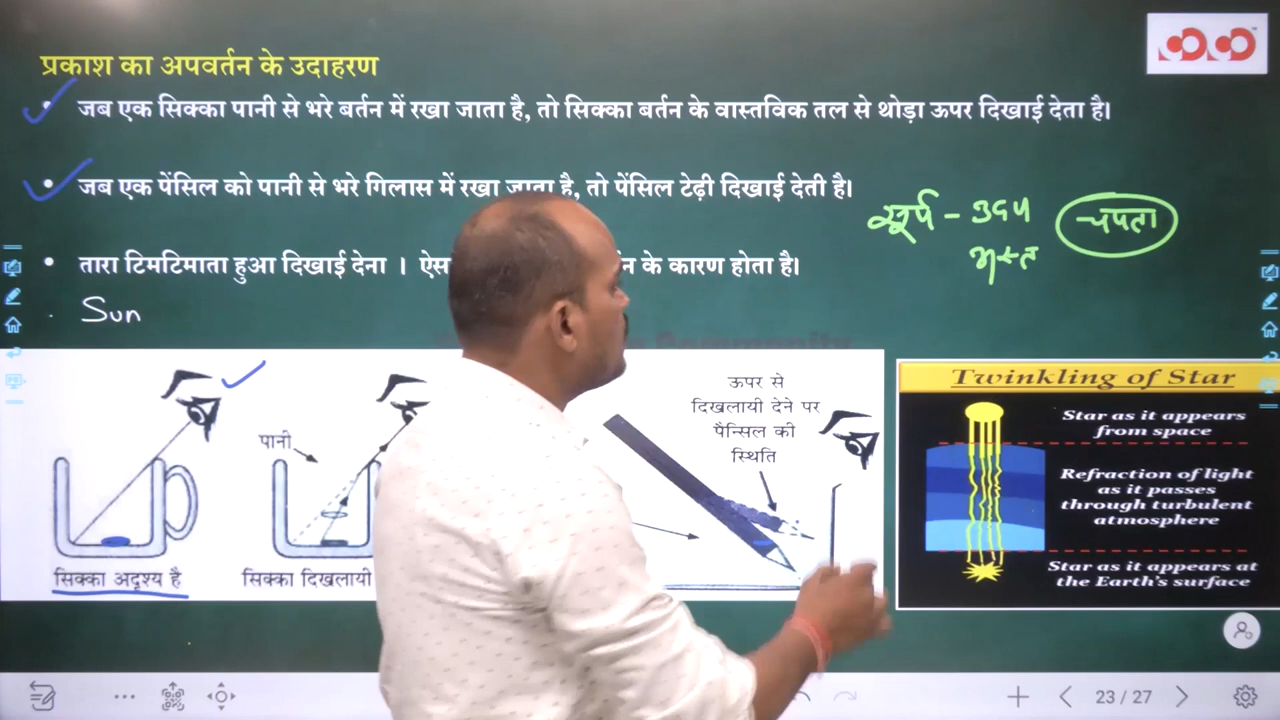 प्रकाश का अपवर्तन के उदाहरण
• जब एक सिक्का पानी से भरे बर्तन में रखा जाता है, तो सिक्का बर्तन के वास्तविक तल से थोड़ा ऊपर दिखाई देता है।
• जब एक पेंसिल को पानी से भरे गिलास में रखा जाता है, तो पेंसिल टेढ़ी दिखाई देती है।
सूर्य - उदय चपता
अस्त
• तारा टिमटिमाता हुआ दिखाई देना । के कारण होता है।
Sun
पानी
सिक्का अदृश्य है
सिक्का दिखलायी
ऊपर से
दिखलायी देने पर
पैन्सिल की
स्थिति
Twinkling of Star
Star as it appears
from space
Refraction of light
as it passes
through turbulent
atmosphere
Star as it appears at
the Earth's surface
23 / 27